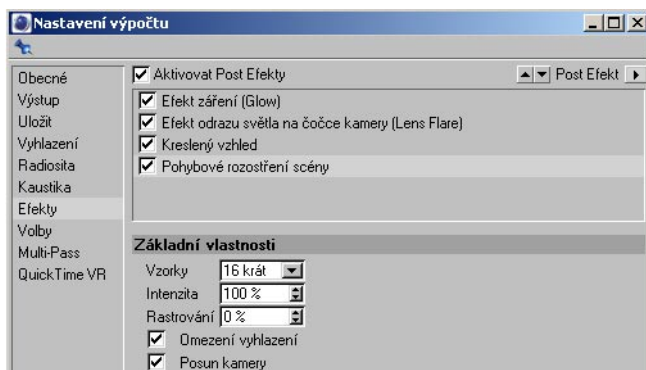 Nastavení výpočtu
Obecné
Výstup
Uložit
Vyhlazení
Radiosita
Kaustika
Efekty
Volby
Multi-Pass
QuickTime VR
Aktivovat Post Efekty
Post Efekt
Efekt záření (Glow)
Efekt odrazu světla na čočce kamery (Lens Flare)
Kreslený vzhled
Pohybové rozostření scény
Základní vlastnosti
Vzorky 16 krát
Intenzita 100 %
Rastrování 0 %
Omezení vyhlazení
Posun kamery